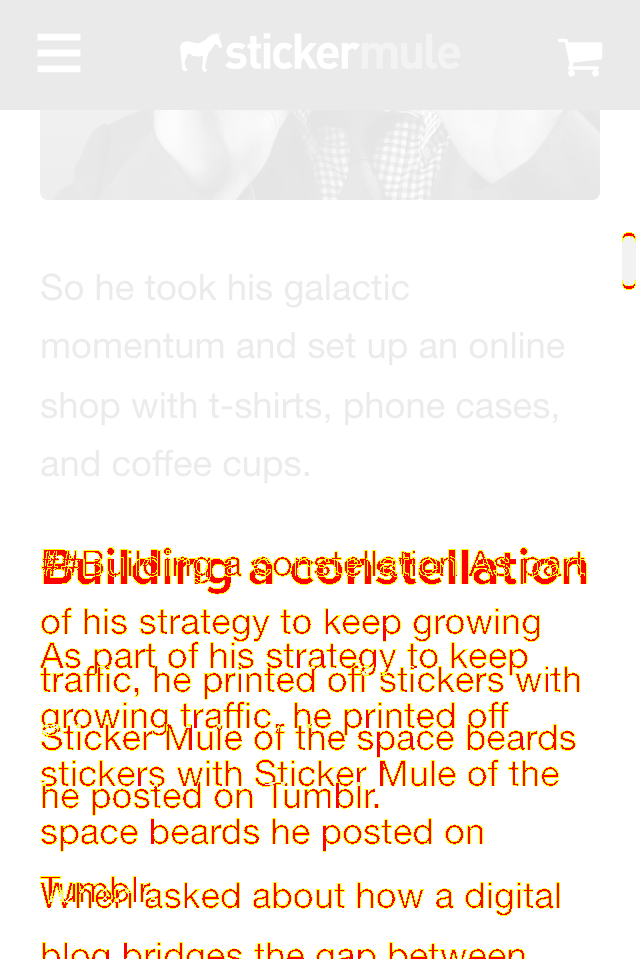 stickermule
So he took his galactic
momentum and set up an online
shop with t-shirts, phone cases,
and coffee cups.
##Building a constellation As part
Building a constellation
of his strategy to keep growing
As part of his strategy to keep
traffic, he printed off stickers with
growing traffic, he printed off
Sticker Mule of the space beards
stickers with Sticker Mule of the
he posted on Tumblr.
space beards he posted on
Tumblr.
When asked about how a digital
blog bridges the gap between